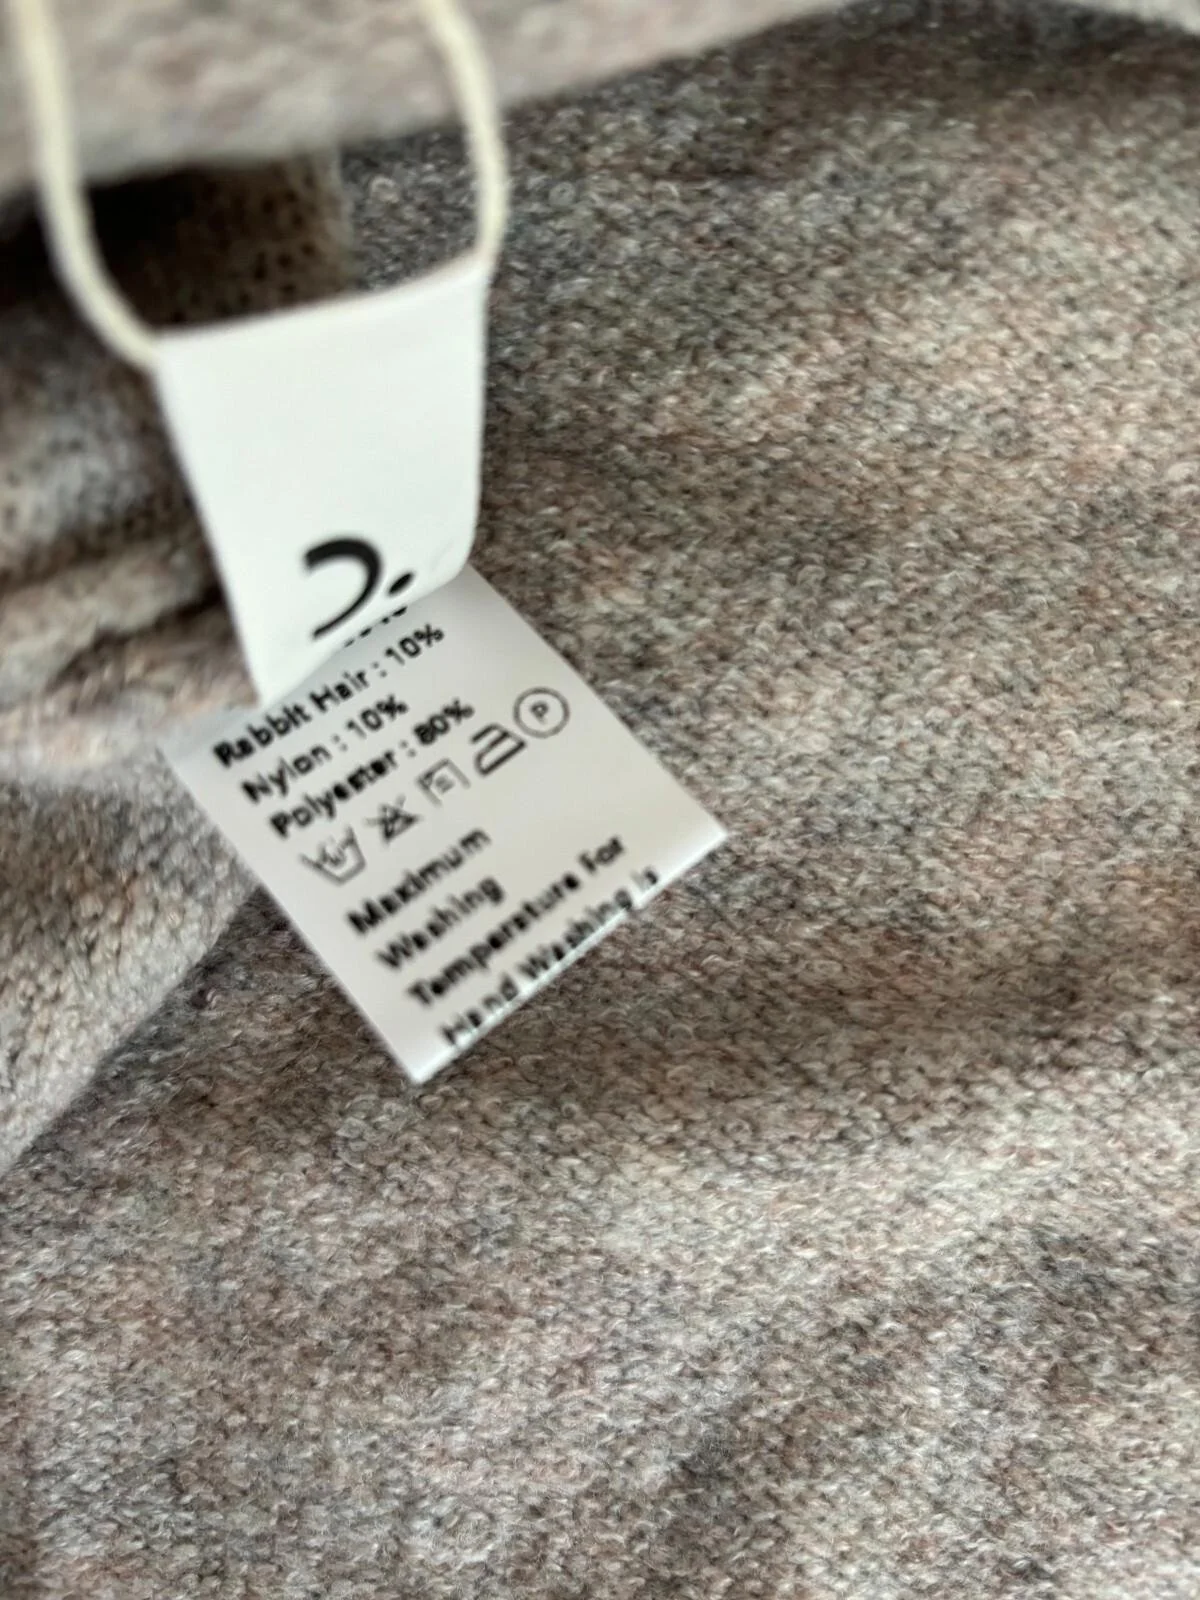 Rabbit Hair : 10%
Nylon : 10%
Polyester : 80%
P
Maximum
Washing
Temperature For
Hand Washing is